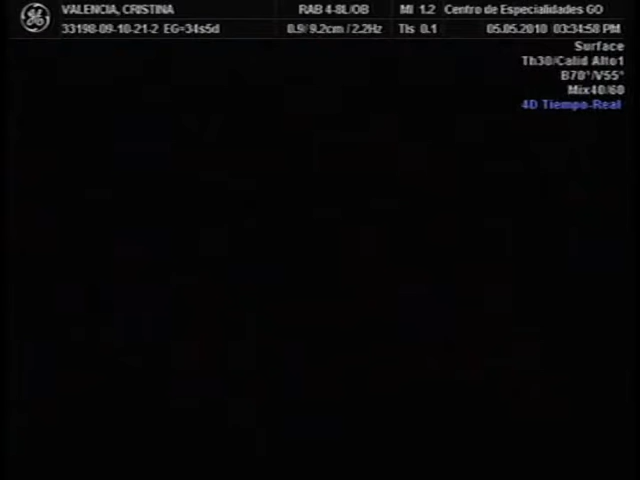 VALENCIA, CRISTINA RAB 4-8L/OB MI 1.2 Centro de Especialidades GO
33198-09-10-21-2 EG=34s5d 8.9/9.2cm/2.2Hz TIs 0.1 05.05.2010 03:34:58 PM
Surface
Th30/Calid Alto1
B70°/V55°
Mix40/60
4D Tiempo-Real